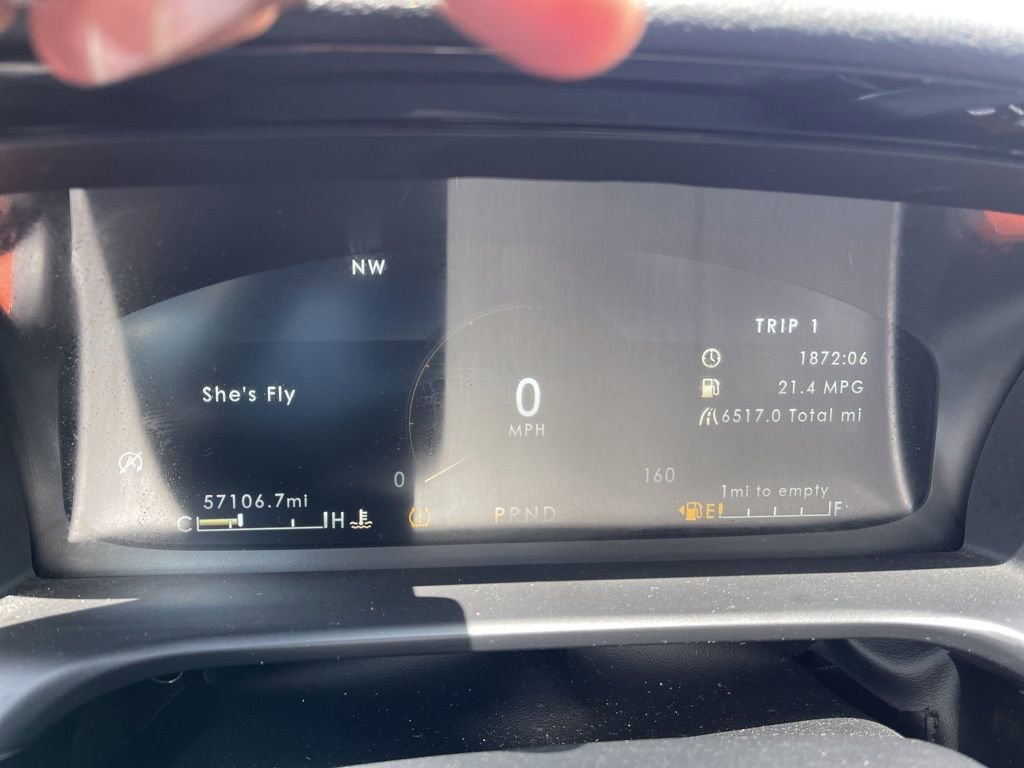 NW
TRIP 1
1872:06
21.4 MPG
6517.0 Total mi
She's Fly
0
MPH
0
160
1mi to empty
57106.7mi
C H
PRND
E F